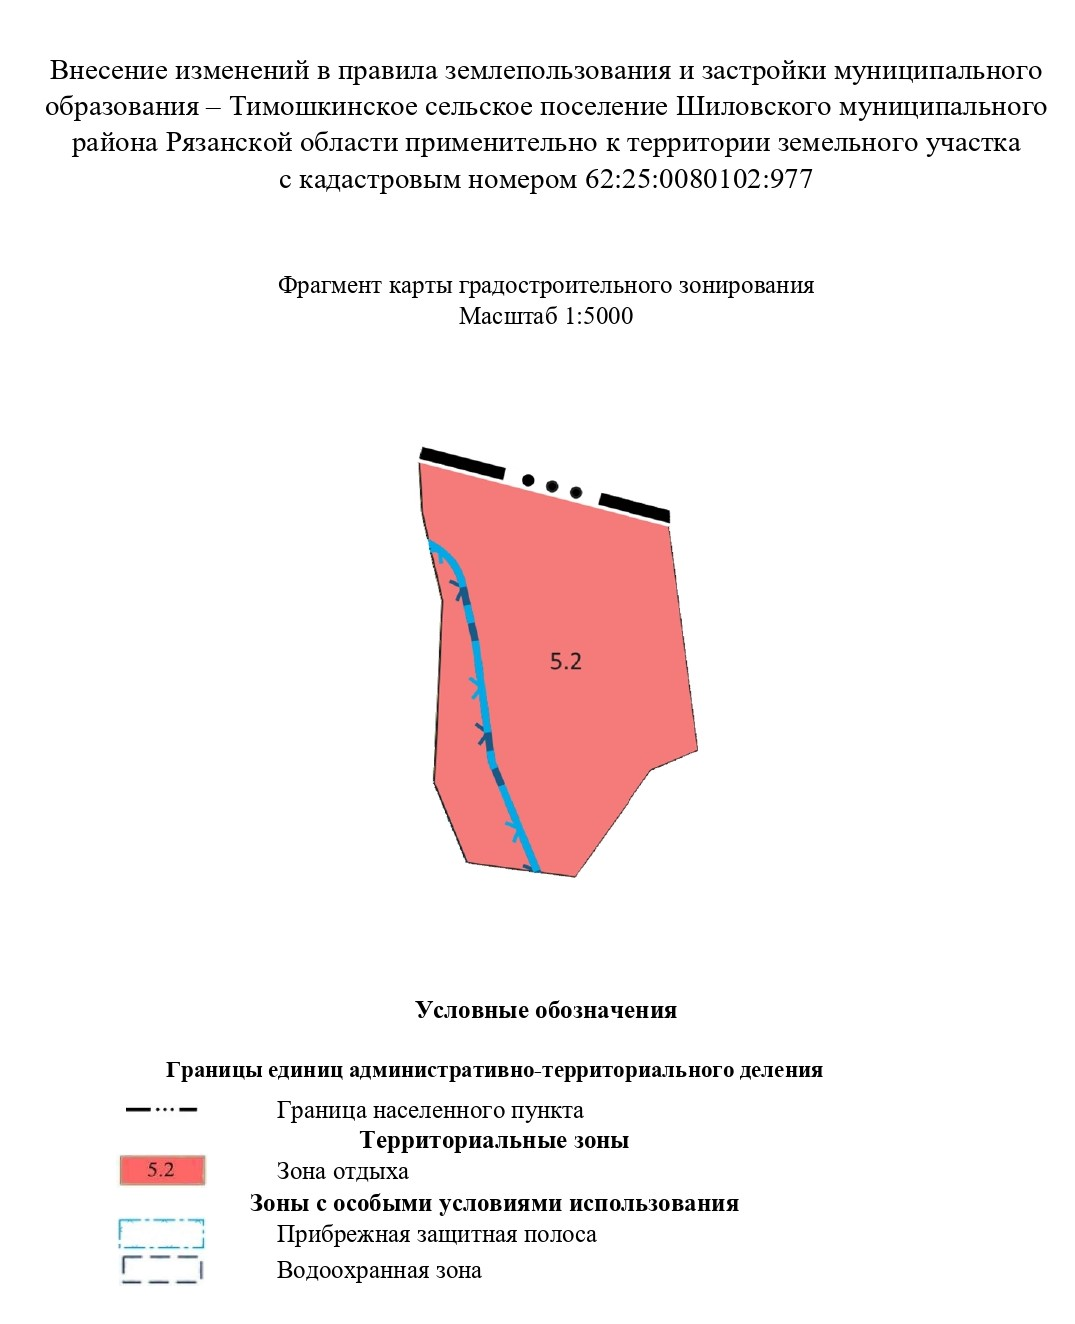 Внесение изменений в правила землепользования и застройки муниципального
образования – Тимошкинское сельское поселение Шиловского муниципального
района Рязанской области применительно к территории земельного участка
с кадастровым номером 62:25:0080102:977
Фрагмент карты градостроительного зонирования
Масштаб 1:5000
5.2
Условные обозначения
Границы единиц административно-территориального деления
Граница населенного пункта
Территориальные зоны
5.2 Зона отдыха
Зоны с особыми условиями использования
Прибрежная защитная полоса
Водоохранная зона